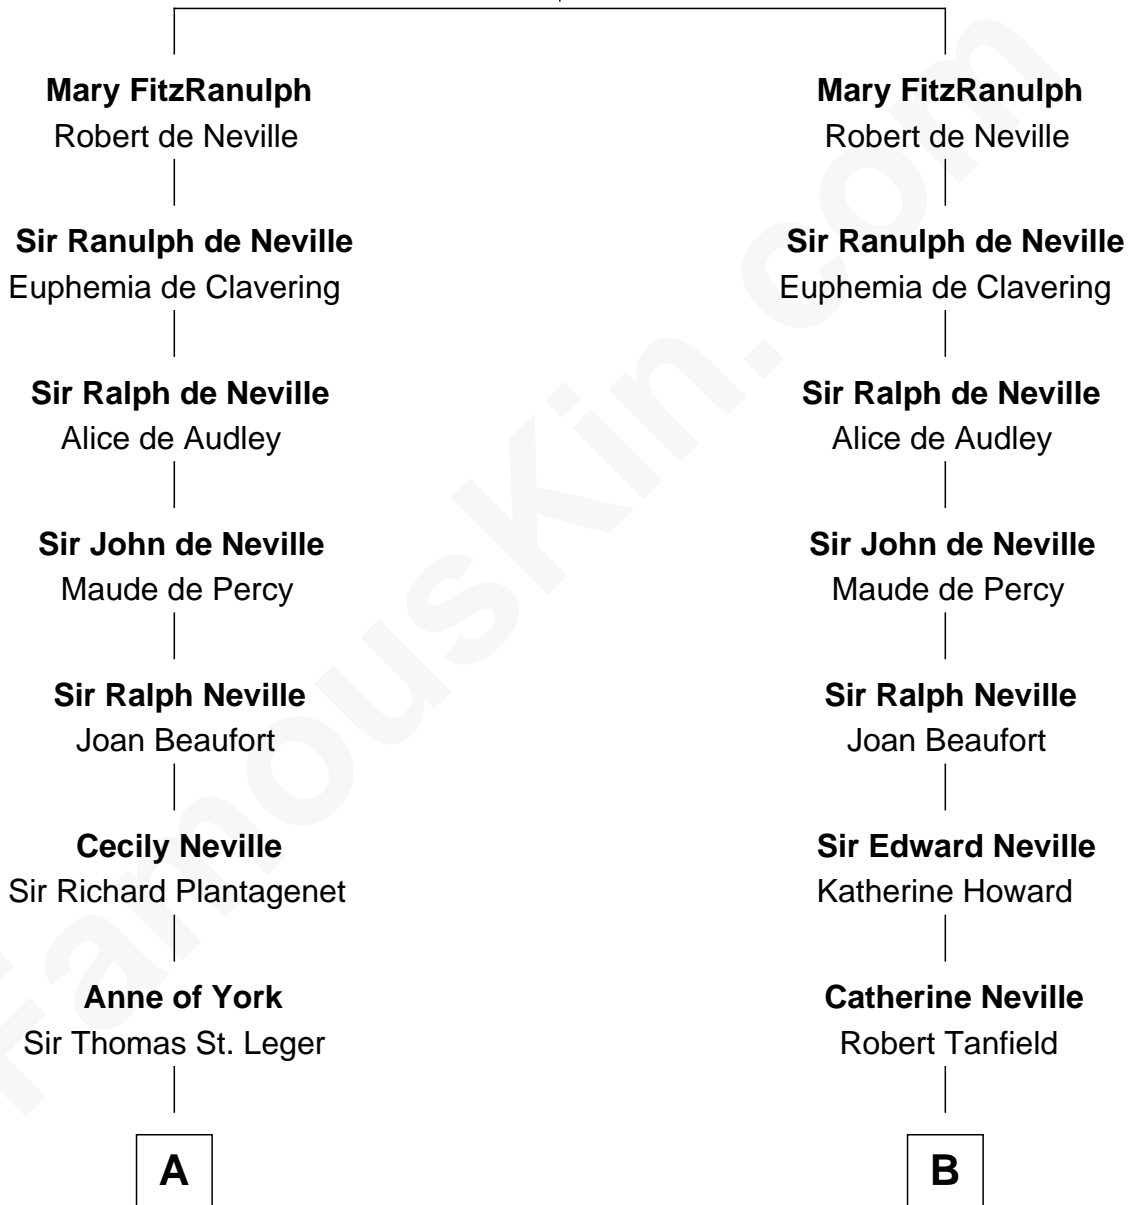 Mary FitzRanulph
Robert de Neville
Sir Ranulph de Neville
Euphemia de Clavering
Sir Ralph de Neville
Alice de Audley
Sir John de Neville
Maude de Percy
Sir Ralph Neville
Joan Beaufort
Cecily Neville
Sir Richard Plantagenet
Anne of York
Sir Thomas St. Leger
A
Mary FitzRanulph
Robert de Neville
Sir Ranulph de Neville
Euphemia de Clavering
Sir Ralph de Neville
Alice de Audley
Sir John de Neville
Maude de Percy
Sir Ralph Neville
Joan Beaufort
Sir Edward Neville
Katherine Howard
Catherine Neville
Robert Tanfield
B
FamousKin.com